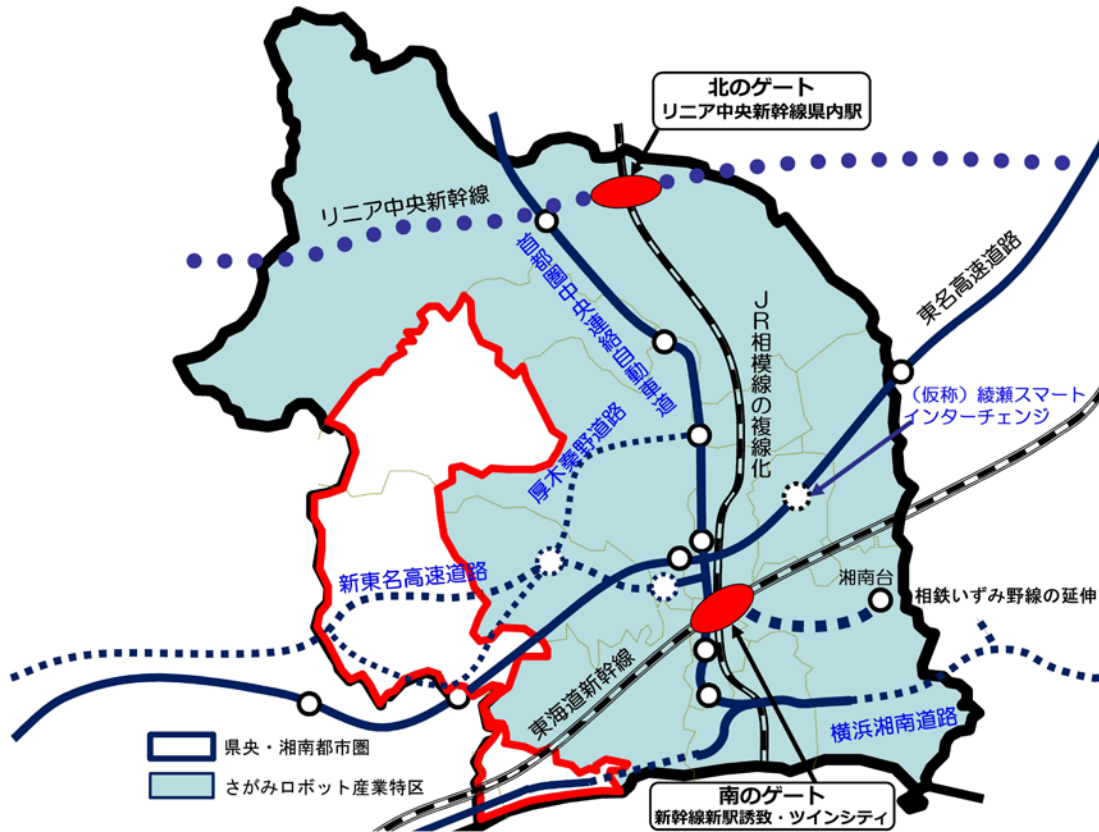 北のゲート
リニア中央新幹線県内駅
リニア中央新幹線
首都圏中央連絡自動車道
JR相模線の複線化
東名高速道路
(仮称)綾瀬スマート
インターチェンジ
厚木秦野道路
新東名高速道路
湘南台
相鉄いずみ野線の延伸
東海道新幹線
横浜湘南道路
県央・湘南都市圏
さがみロボット産業特区
南のゲート
新幹線新駅誘致・ツインシティ